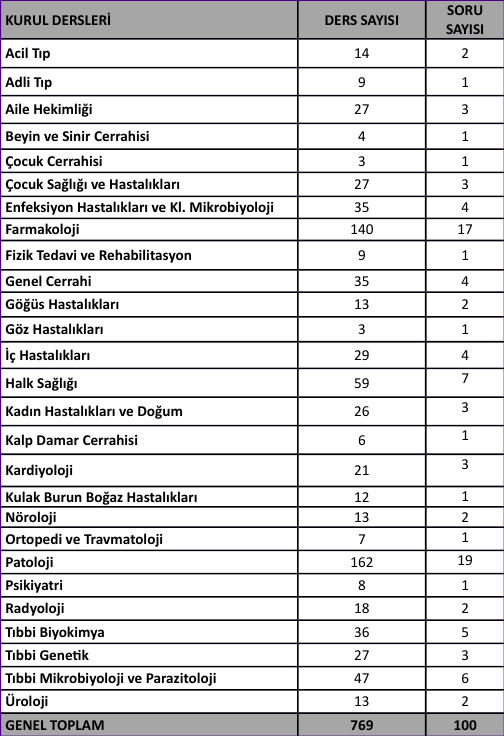 KURUL DERSLERİ DERS SAYISI SORU SAYISI
Acil Tıp 14 2
Adli Tıp 9 1
Aile Hekimliği 27 3
Beyin ve Sinir Cerrahisi 4 1
Çocuk Cerrahisi 3 1
Çocuk Sağlığı ve Hastalıkları 27 3
Enfeksiyon Hastalıkları ve Kl. Mikrobiyoloji 35 4
Farmakoloji 140 17
Fizik Tedavi ve Rehabilitasyon 9 1
Genel Cerrahi 35 4
Göğüs Hastalıkları 13 2
Göz Hastalıkları 3 1
İç Hastalıkları 29 4
Halk Sağlığı 59 7
Kadın Hastalıkları ve Doğum 26 3
Kalp Damar Cerrahisi 6 1
Kardiyoloji 21 3
Kulak Burun Boğaz Hastalıkları 12 1
Nöroloji 13 2
Ortopedi ve Travmatoloji 7 1
Patoloji 162 19
Psikiyatri 8 1
Radyoloji 18 2
Tıbbi Biyokimya 36 5
Tıbbi Genetik 27 3
Tıbbi Mikrobiyoloji ve Parazitoloji 47 6
Üroloji 13 2
GENEL TOPLAM 769 100